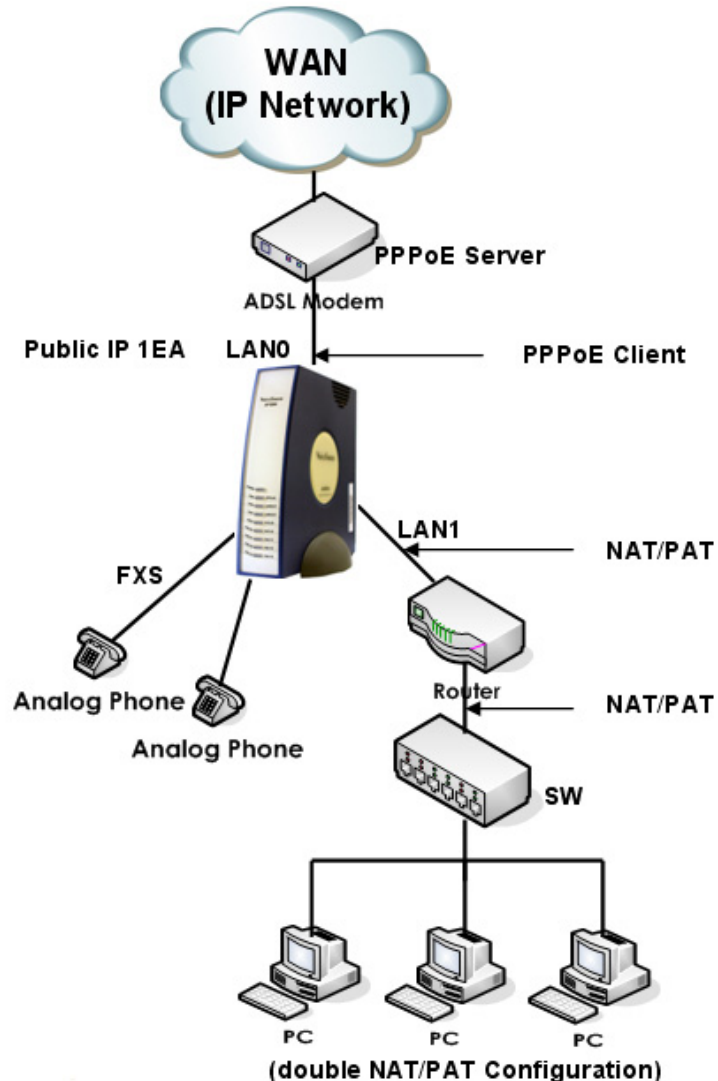 WAN
(IP Network)
PPPoE Server
ADSL Modem
Public IP 1EA
LAN0
PPPoE Client
LAN1
NAT/PAT
FXS
Analog Phone
Router
NAT/PAT
Analog Phone
SW
PC
PC
PC
(double NAT/PAT Configuration)